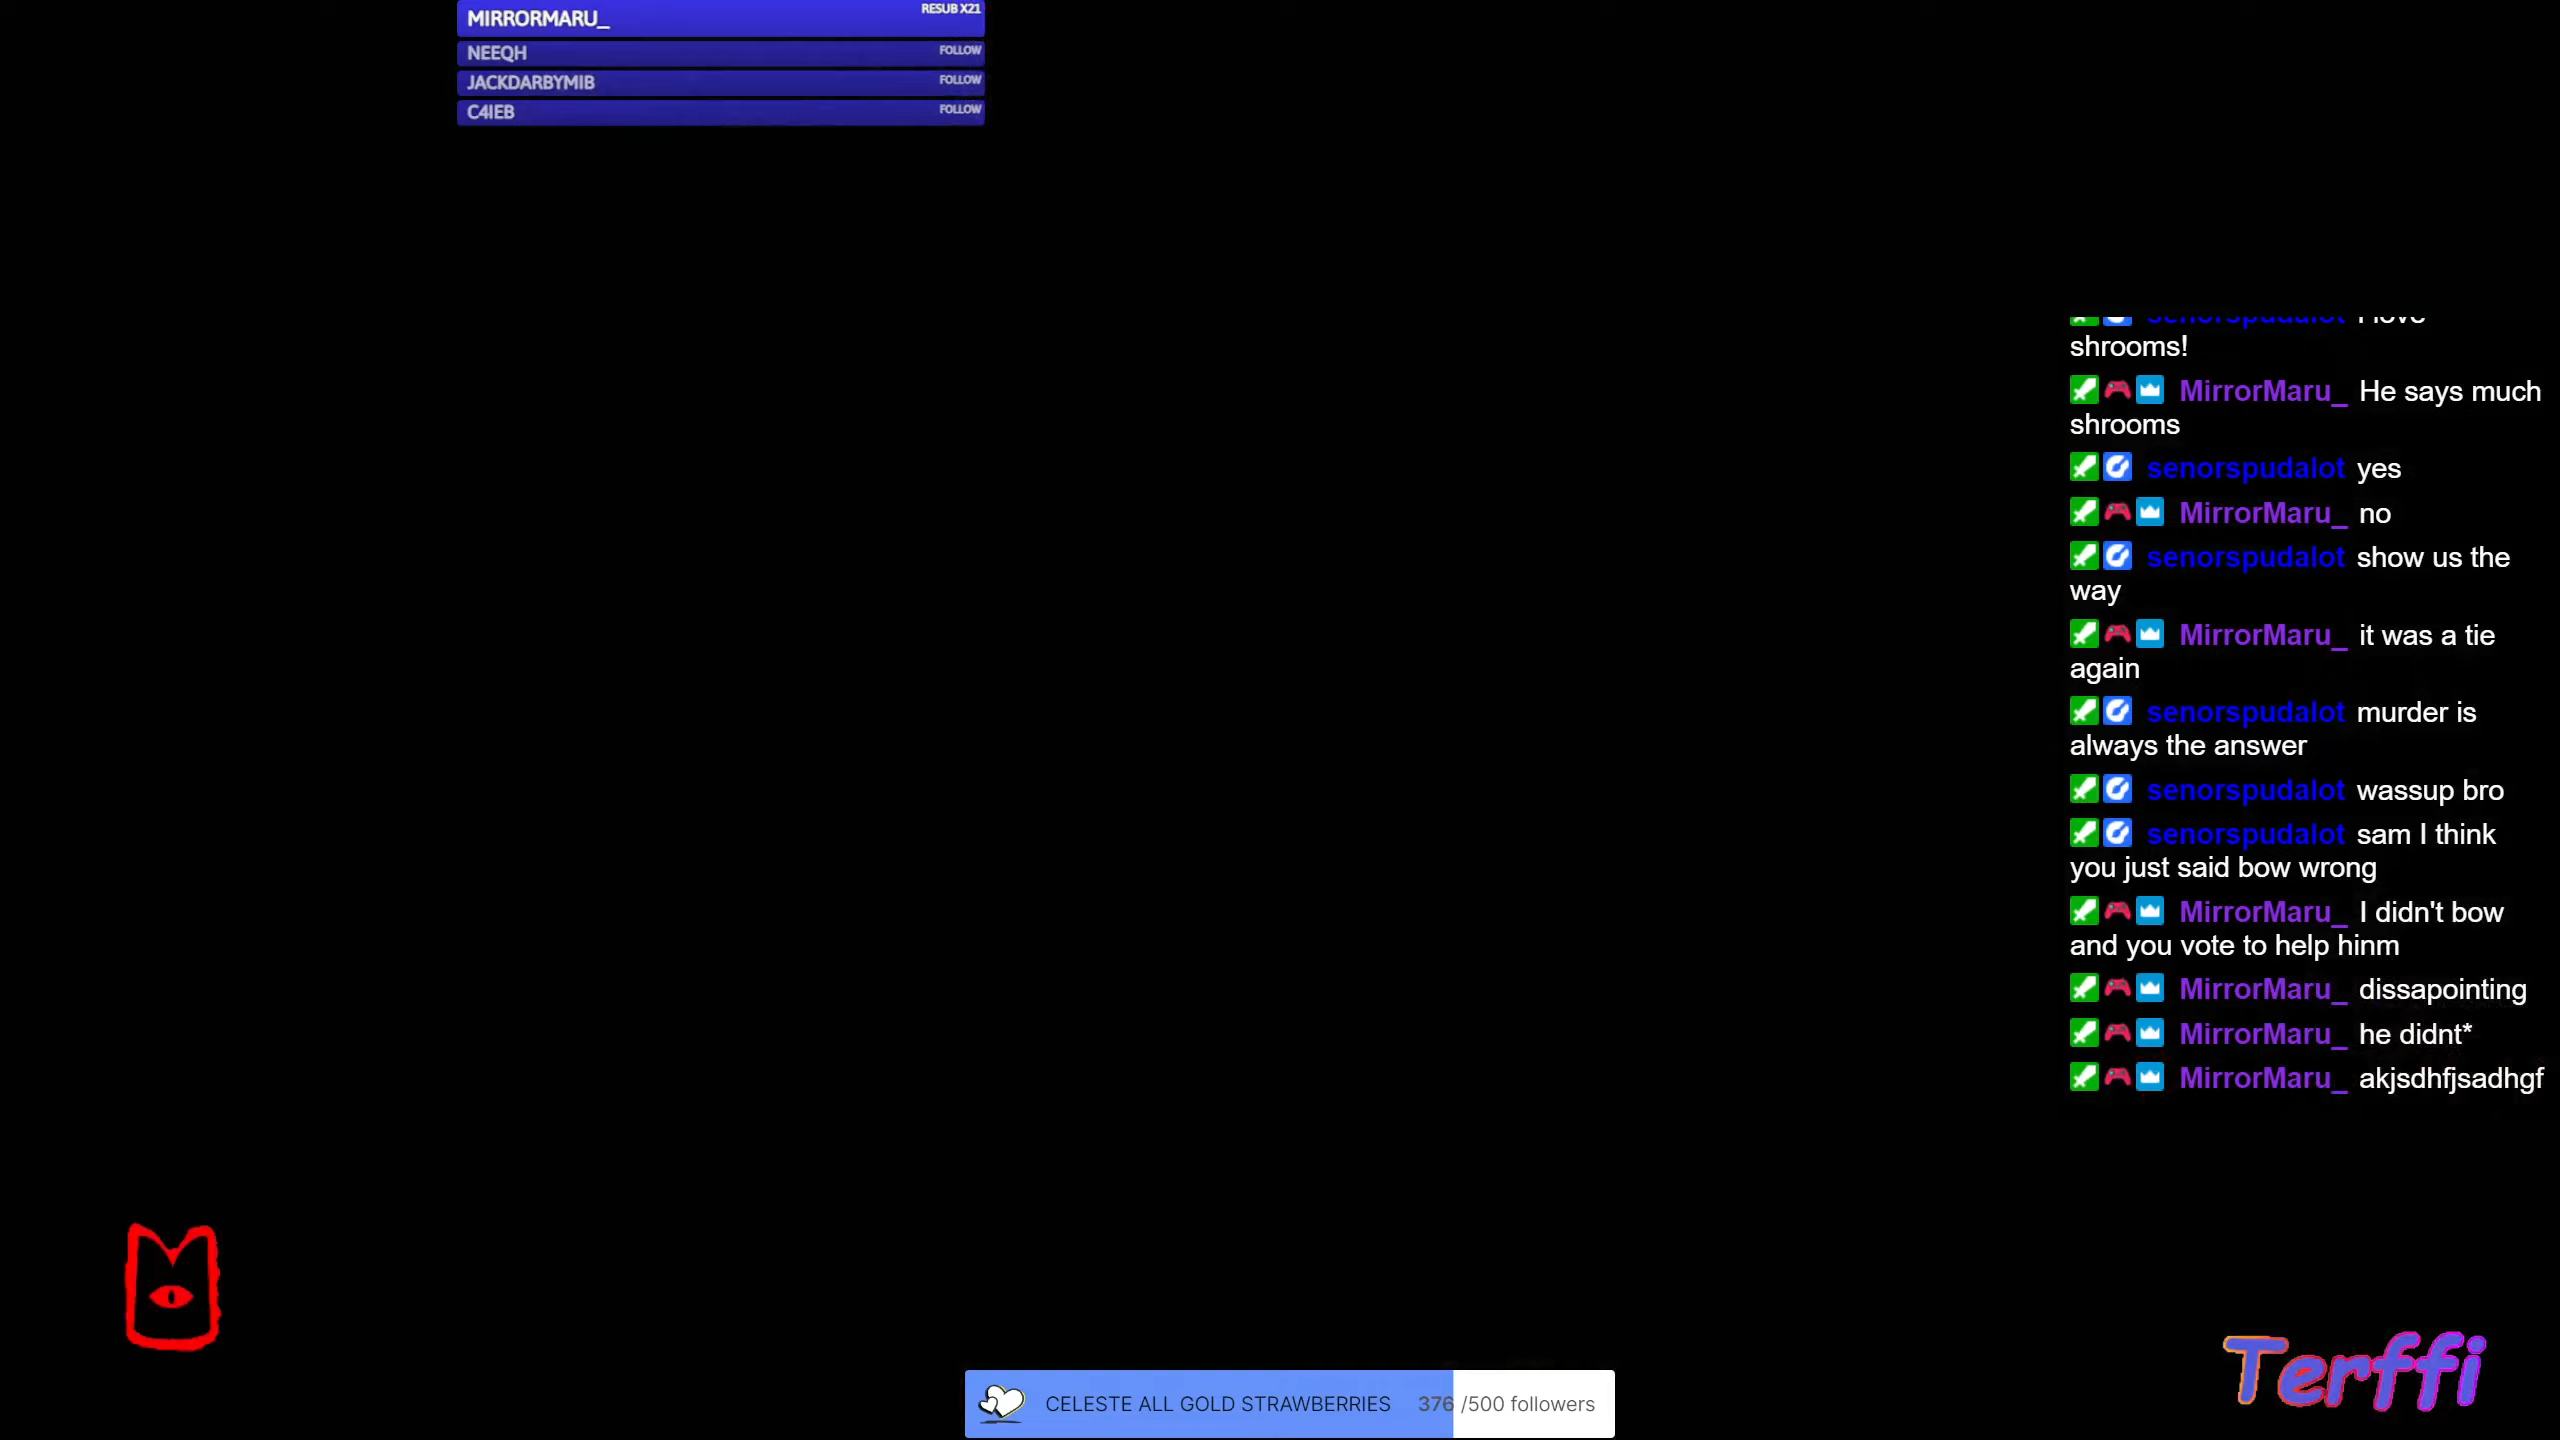 MIRRORMARU_ RESUB X21
NEEQH FOLLOW
JACKDARBYMIB FOLLOW
C4IEB FOLLOW
senorspudalot I love
shrooms!
MirrorMaru_ He says much
shrooms
senorspudalot yes
MirrorMaru_ no
senorspudalot show us the
way
MirrorMaru_ it was a tie
again
senorspudalot murder is
always the answer
senorspudalot wassup bro
senorspudalot sam I think
you just said bow wrong
MirrorMaru_ I didn't bow
and you vote to help hinm
MirrorMaru_ dissapointing
MirrorMaru_ he didnt*
MirrorMaru_ akjsdhfjsadhgf
CELESTE ALL GOLD STRAWBERRIES 376 /500 followers
Terffi